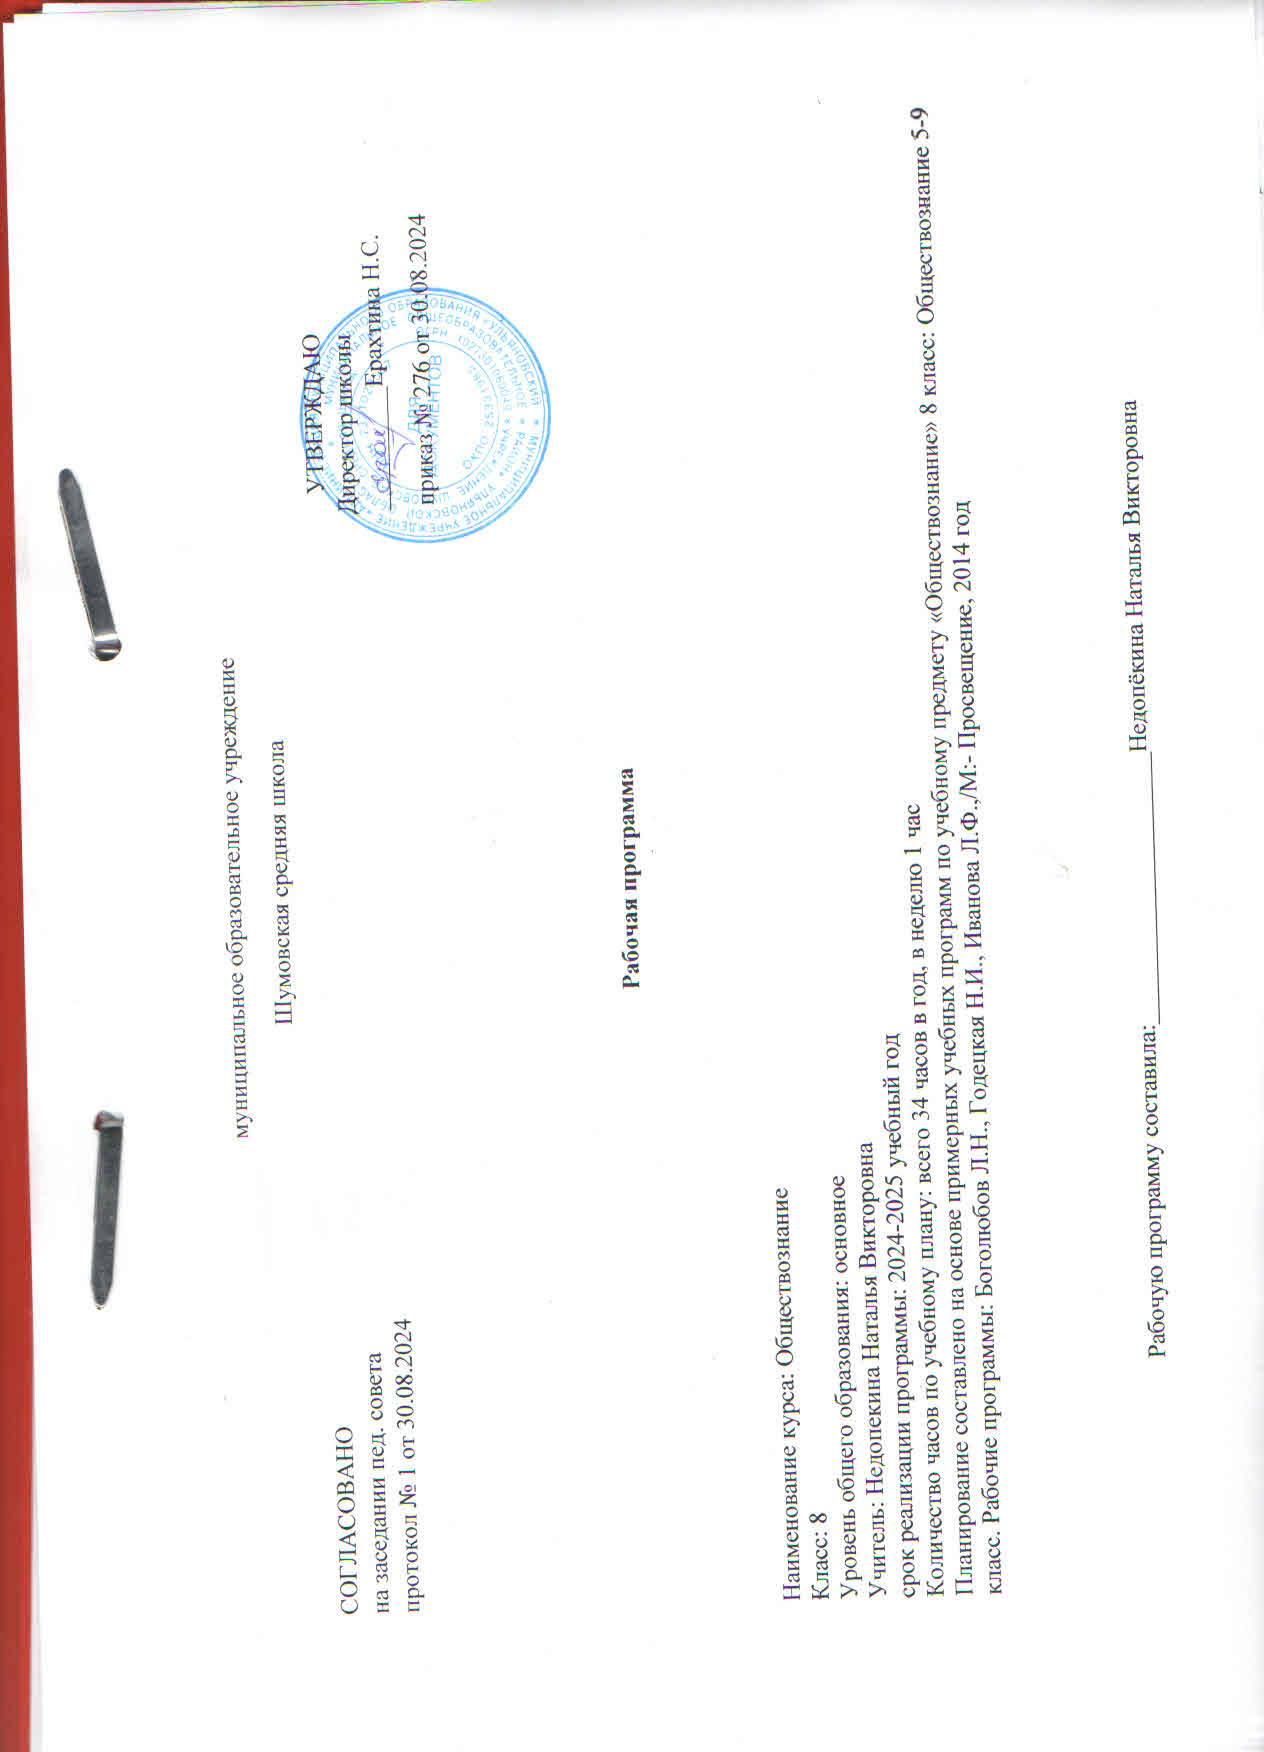 муниципальное образовательное учреждение
Шумовская средняя школа
СОГЛАСОВАНО
на заседании пед. совета
протокол № 1 от 30.08.2024
УТВЕРЖДАЮ
Директор школы
Ерахтина Н.С.
приказ № 276 от 30.08.2024
Рабочая программа
Наименование курса: Обществознание
Класс: 8
Уровень общего образования: основное
Учитель: Недопекина Наталья Викторовна
срок реализации программы: 2024-2025 учебный год
Количество часов по учебному плану: всего 34 часов в год, в неделю 1 час
Планирование составлено на основе примерных учебных программ по учебному предмету «Обществознание» 8 класс: Обществознание 5-9
класс. Рабочие программы: Боголюбов Л.Н., Годецкая Н.И., Иванова Л.Ф.,/М:- Просвещение, 2014 год
Рабочую программу составила: Недопёкина Наталья Викторовна